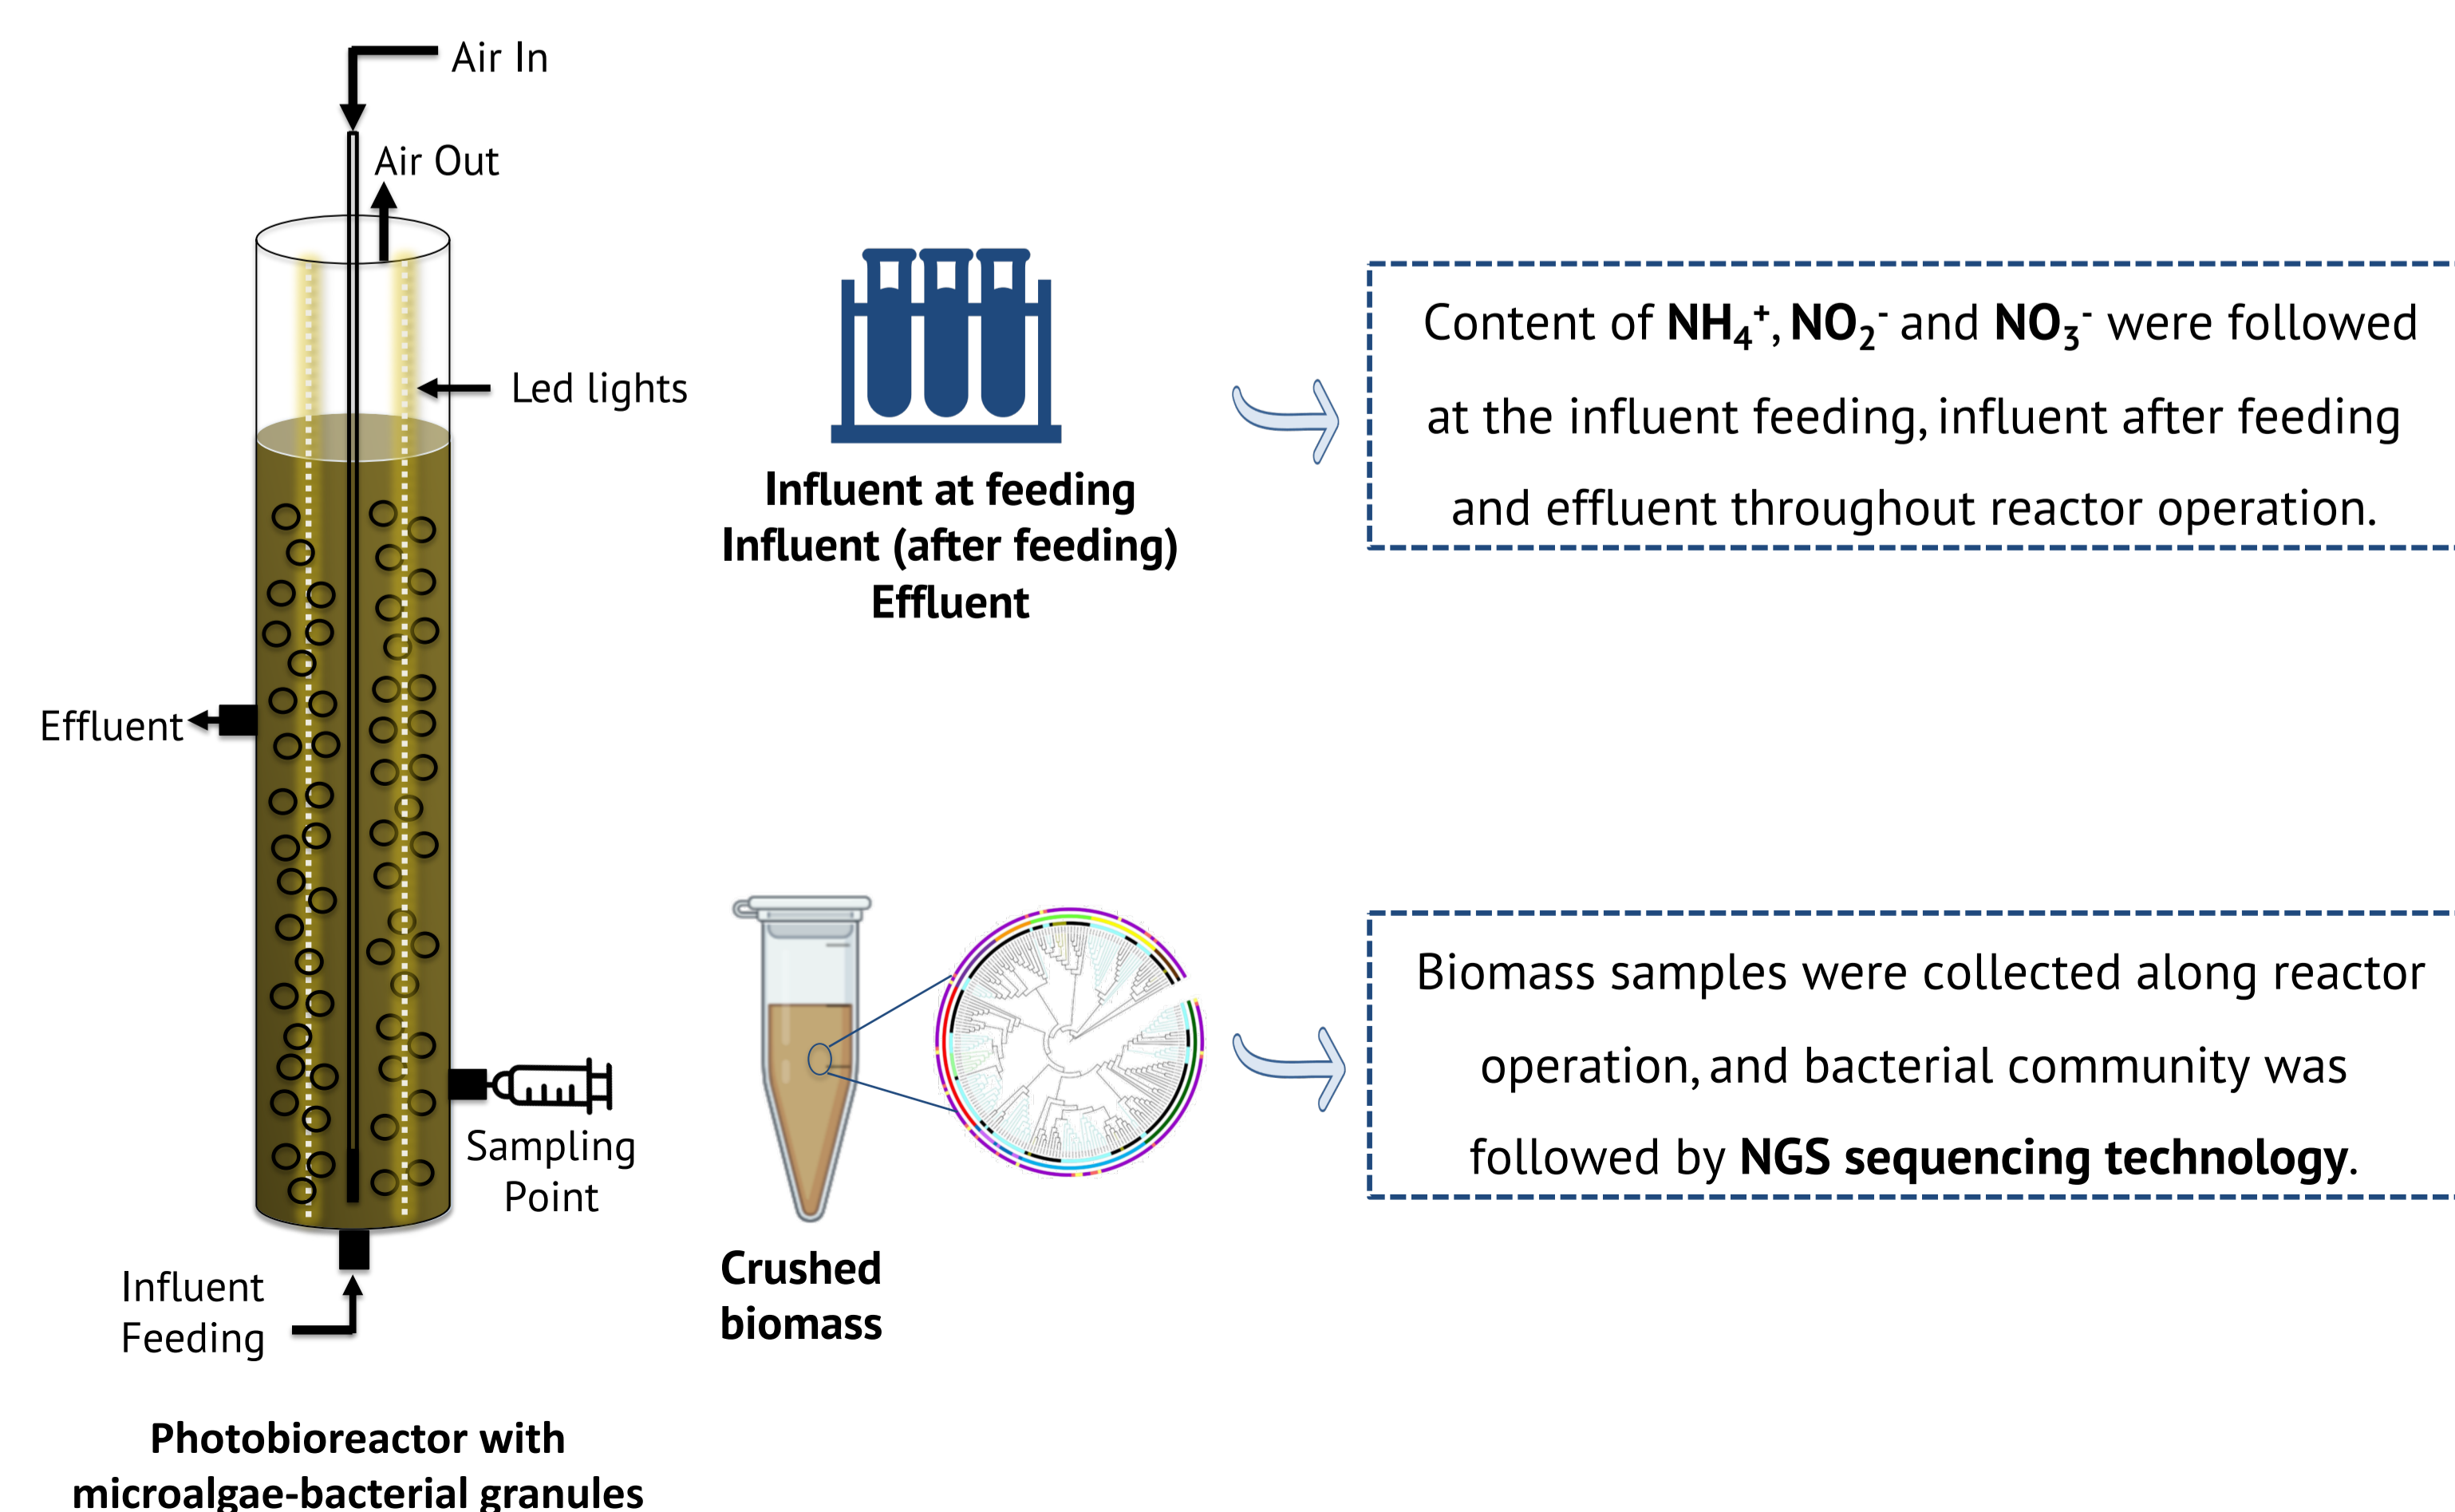 Air In
Air Out
Led lights
Effluent
Sampling
Point
Influent
Feeding
Photobioreactor with
microalgae-bacterial granules
Influent at feeding
Influent (after feeding)
Effluent
Content of NH₄⁺, NO₂⁻ and NO₃⁻ were followed
at the influent feeding, influent after feeding
and effluent throughout reactor operation.
Crushed
biomass
Biomass samples were collected along reactor
operation, and bacterial community was
followed by NGS sequencing technology.